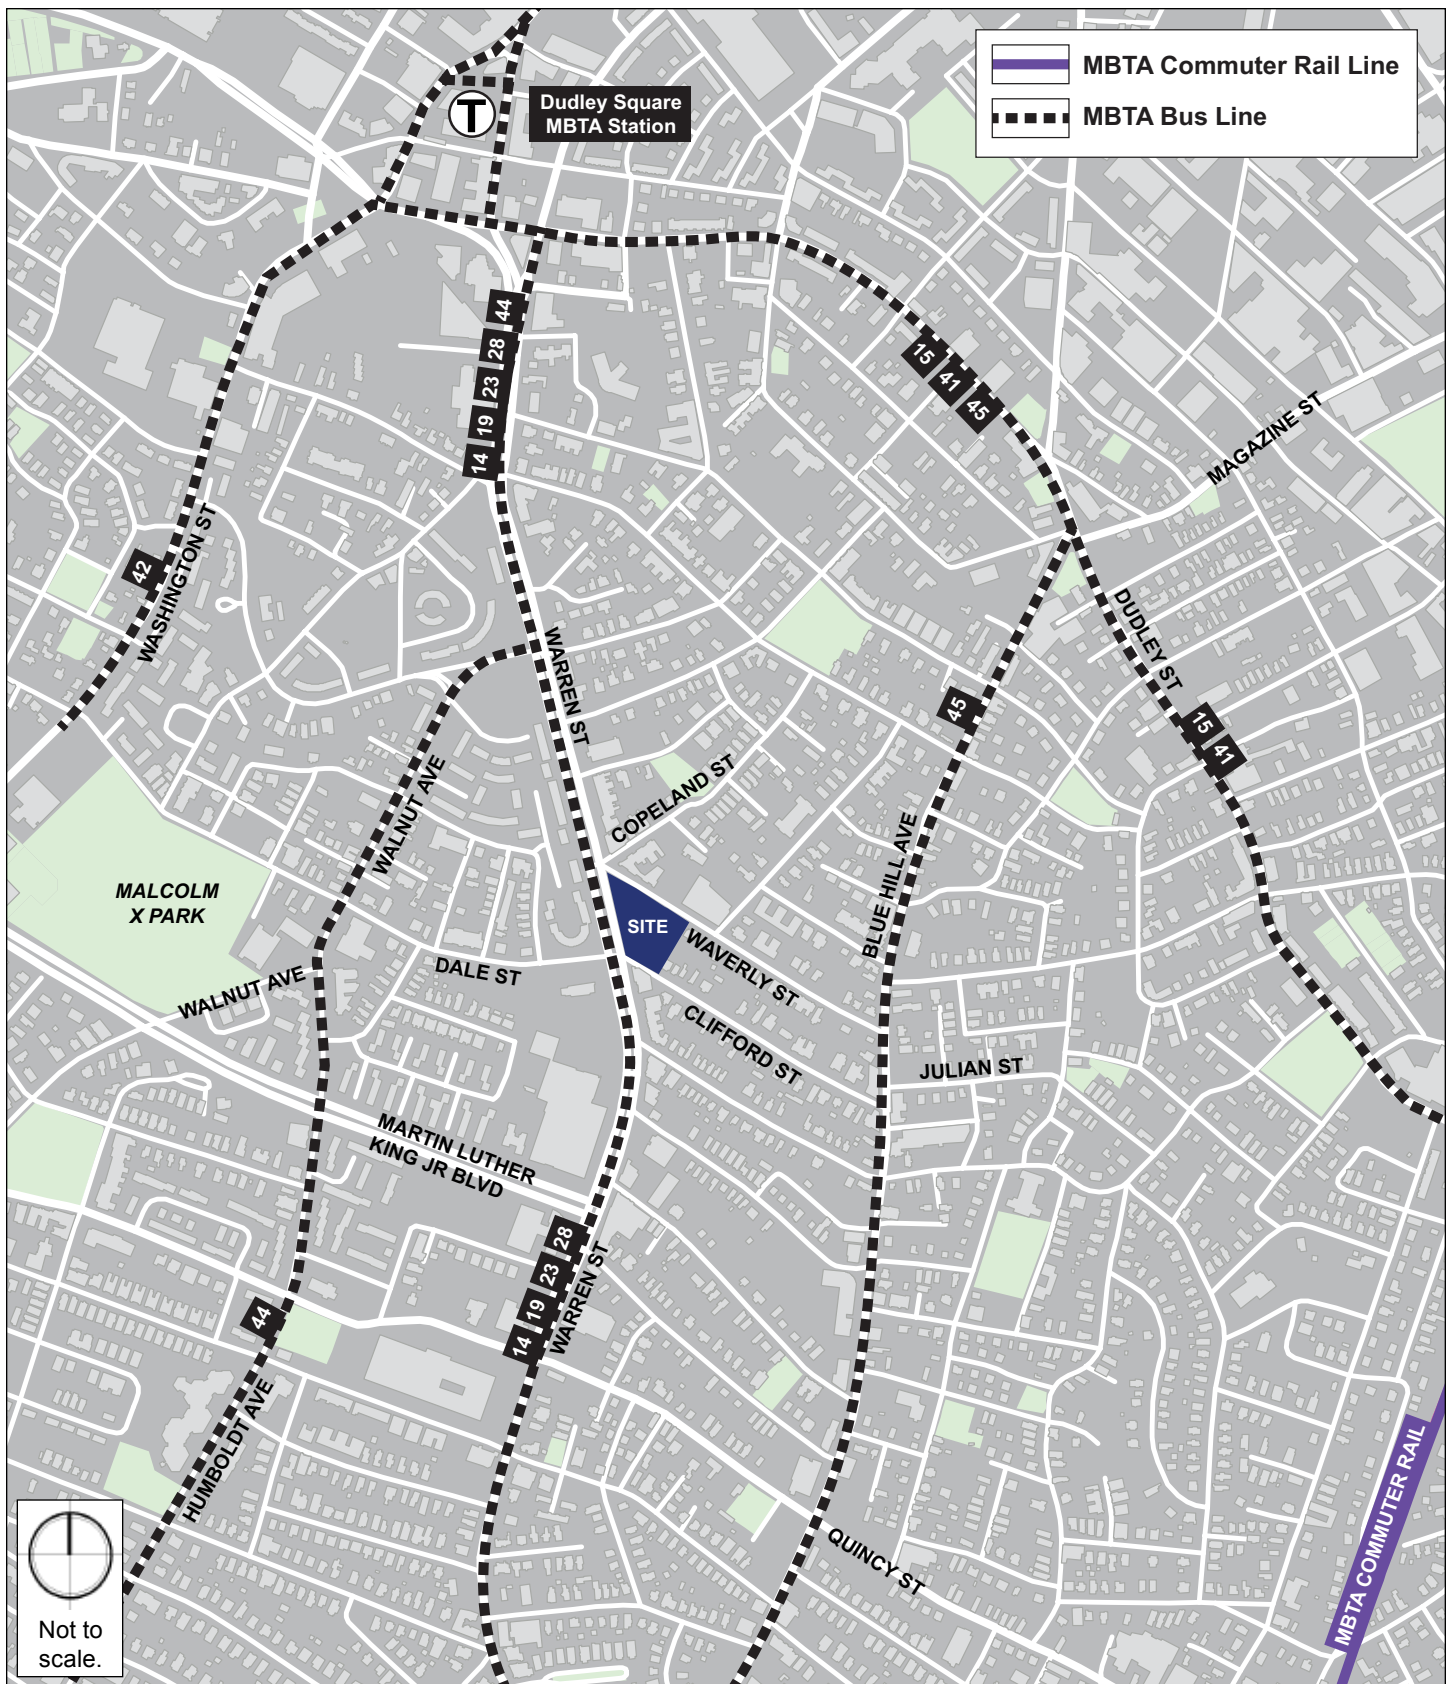 MBTA Commuter Rail Line
MBTA Bus Line
T
Dudley Square
MBTA Station
44
28
23
19
14
15
41
45
MAGAZINE ST
42
WASHINGTON ST
DUDLEY ST
WARREN ST
45
15
41
COPELAND ST
WALNUT AVE
BLUE HILL AVE
MALCOLM
X PARK
SITE
WAVERLY ST
DALE ST
WALNUT AVE
CLIFFORD ST
JULIAN ST
MARTIN LUTHER
KING JR BLVD
28
23
19
14
WARREN ST
44
HUMBOLDT AVE
QUINCY ST
MBTA COMMUTER RAIL
Not to
scale.